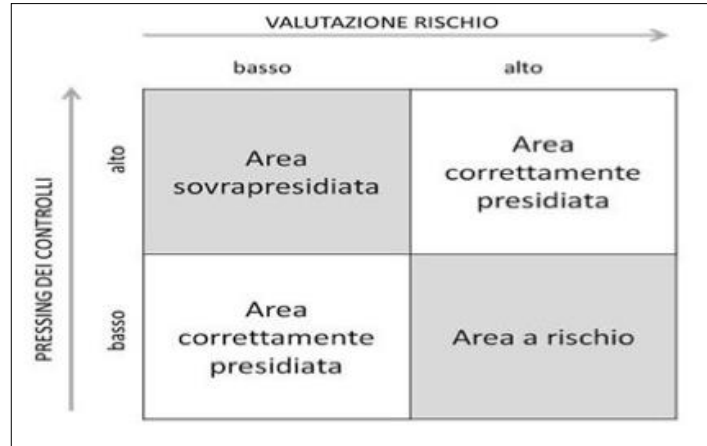 VALUTAZIONE RISCHIO
basso
alto
PRESSING DEI CONTROLLI
alto
Area
sovrapresidiata
Area
correttamente
presidiata
basso
Area
correttamente
presidiata
Area a rischio